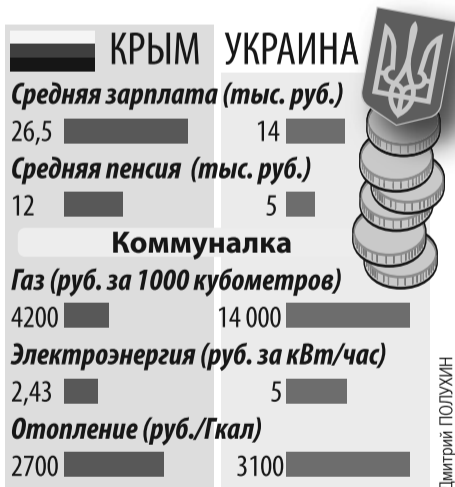 КРЫМ УКРАИНА
Средняя зарплата (тыс. руб.)
26,5 14
Средняя пенсия (тыс. руб.)
12 5
Коммуналка
Газ (руб. за 1000 кубометров)
4200 14 000
Электроэнергия (руб. за кВт/час)
2,43 5
Отопление (руб./Гкал)
2700 3100
Дмитрий ПОЛУХИН